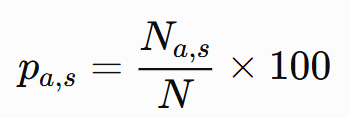 p_{a,s} = \frac{N_{a,s}}{N} \times 100